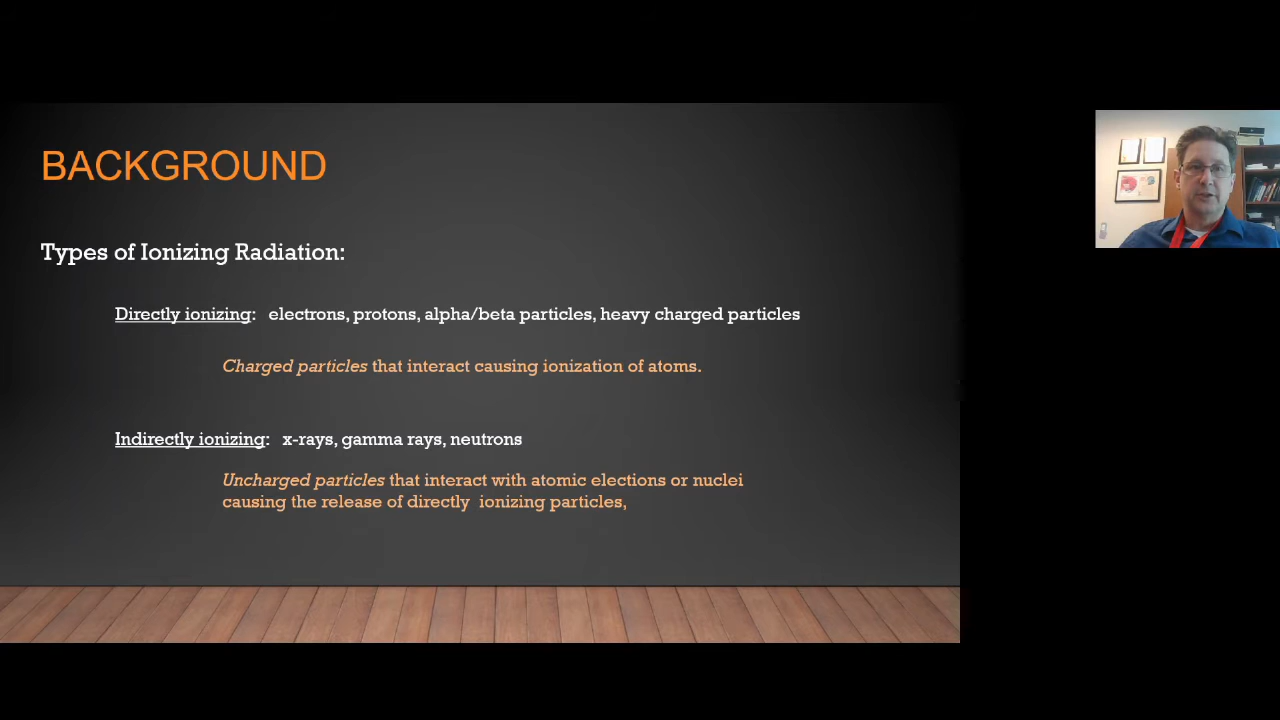 BACKGROUND
Types of Ionizing Radiation:
Directly ionizing: electrons, protons, alpha/beta particles, heavy charged particles
Charged particles that interact causing ionization of atoms.
Indirectly ionizing: x-rays, gamma rays, neutrons
Uncharged particles that interact with atomic elections or nuclei
causing the release of directly ionizing particles,